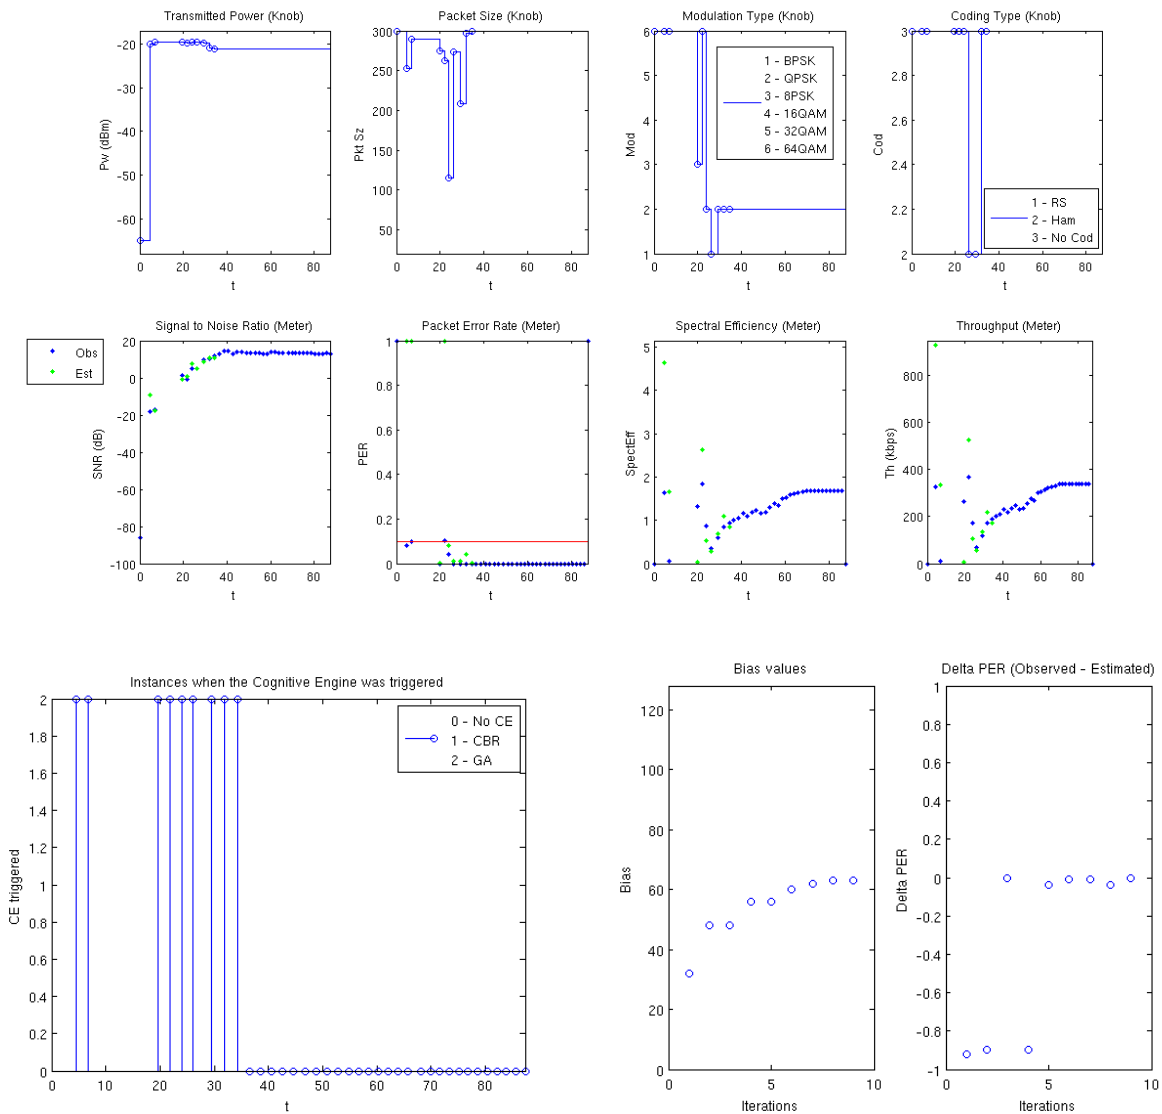 Transmitted Power (Knob)
-20
-30
-40
-50
-60
Pw (dBm)
0
20
40
60
80
t
Packet Size (Knob)
300
250
200
150
100
50
Pkt Sz
0
20
40
60
80
t
Modulation Type (Knob)
6
5
4
3
2
1
Mod
1 - BPSK
2 - QPSK
3 - 8PSK
4 - 16QAM
5 - 32QAM
6 - 64QAM
0
20
40
60
80
t
Coding Type (Knob)
3
2.8
2.6
2.4
2.2
2
Cod
1 - RS
2 - Ham
3 - No Cod
0
20
40
60
80
t
Obs
Est
Signal to Noise Ratio (Meter)
20
0
-20
-40
-60
-80
-100
SNR (dB)
0
20
40
60
80
t
Packet Error Rate (Meter)
1
0.8
0.6
0.4
0.2
0
PER
0
20
40
60
80
t
Spectral Efficiency (Meter)
5
4
3
2
1
0
SpectEff
0
20
40
60
80
t
Throughput (Meter)
800
600
400
200
0
Th (kbps)
0
20
40
60
80
t
Instances when the Cognitive Engine was triggered
2
1.8
1.6
1.4
1.2
1
0.8
0.6
0.4
0.2
0
CE triggered
0 - No CE
1 - CBR
2 - GA
0
10
20
30
40
50
60
70
80
t
Bias values
120
100
80
60
40
20
0
Bias
0
5
10
Iterations
Delta PER (Observed - Estimated)
1
0.8
0.6
0.4
0.2
0
-0.2
-0.4
-0.6
-0.8
-1
Delta PER
0
5
10
Iterations